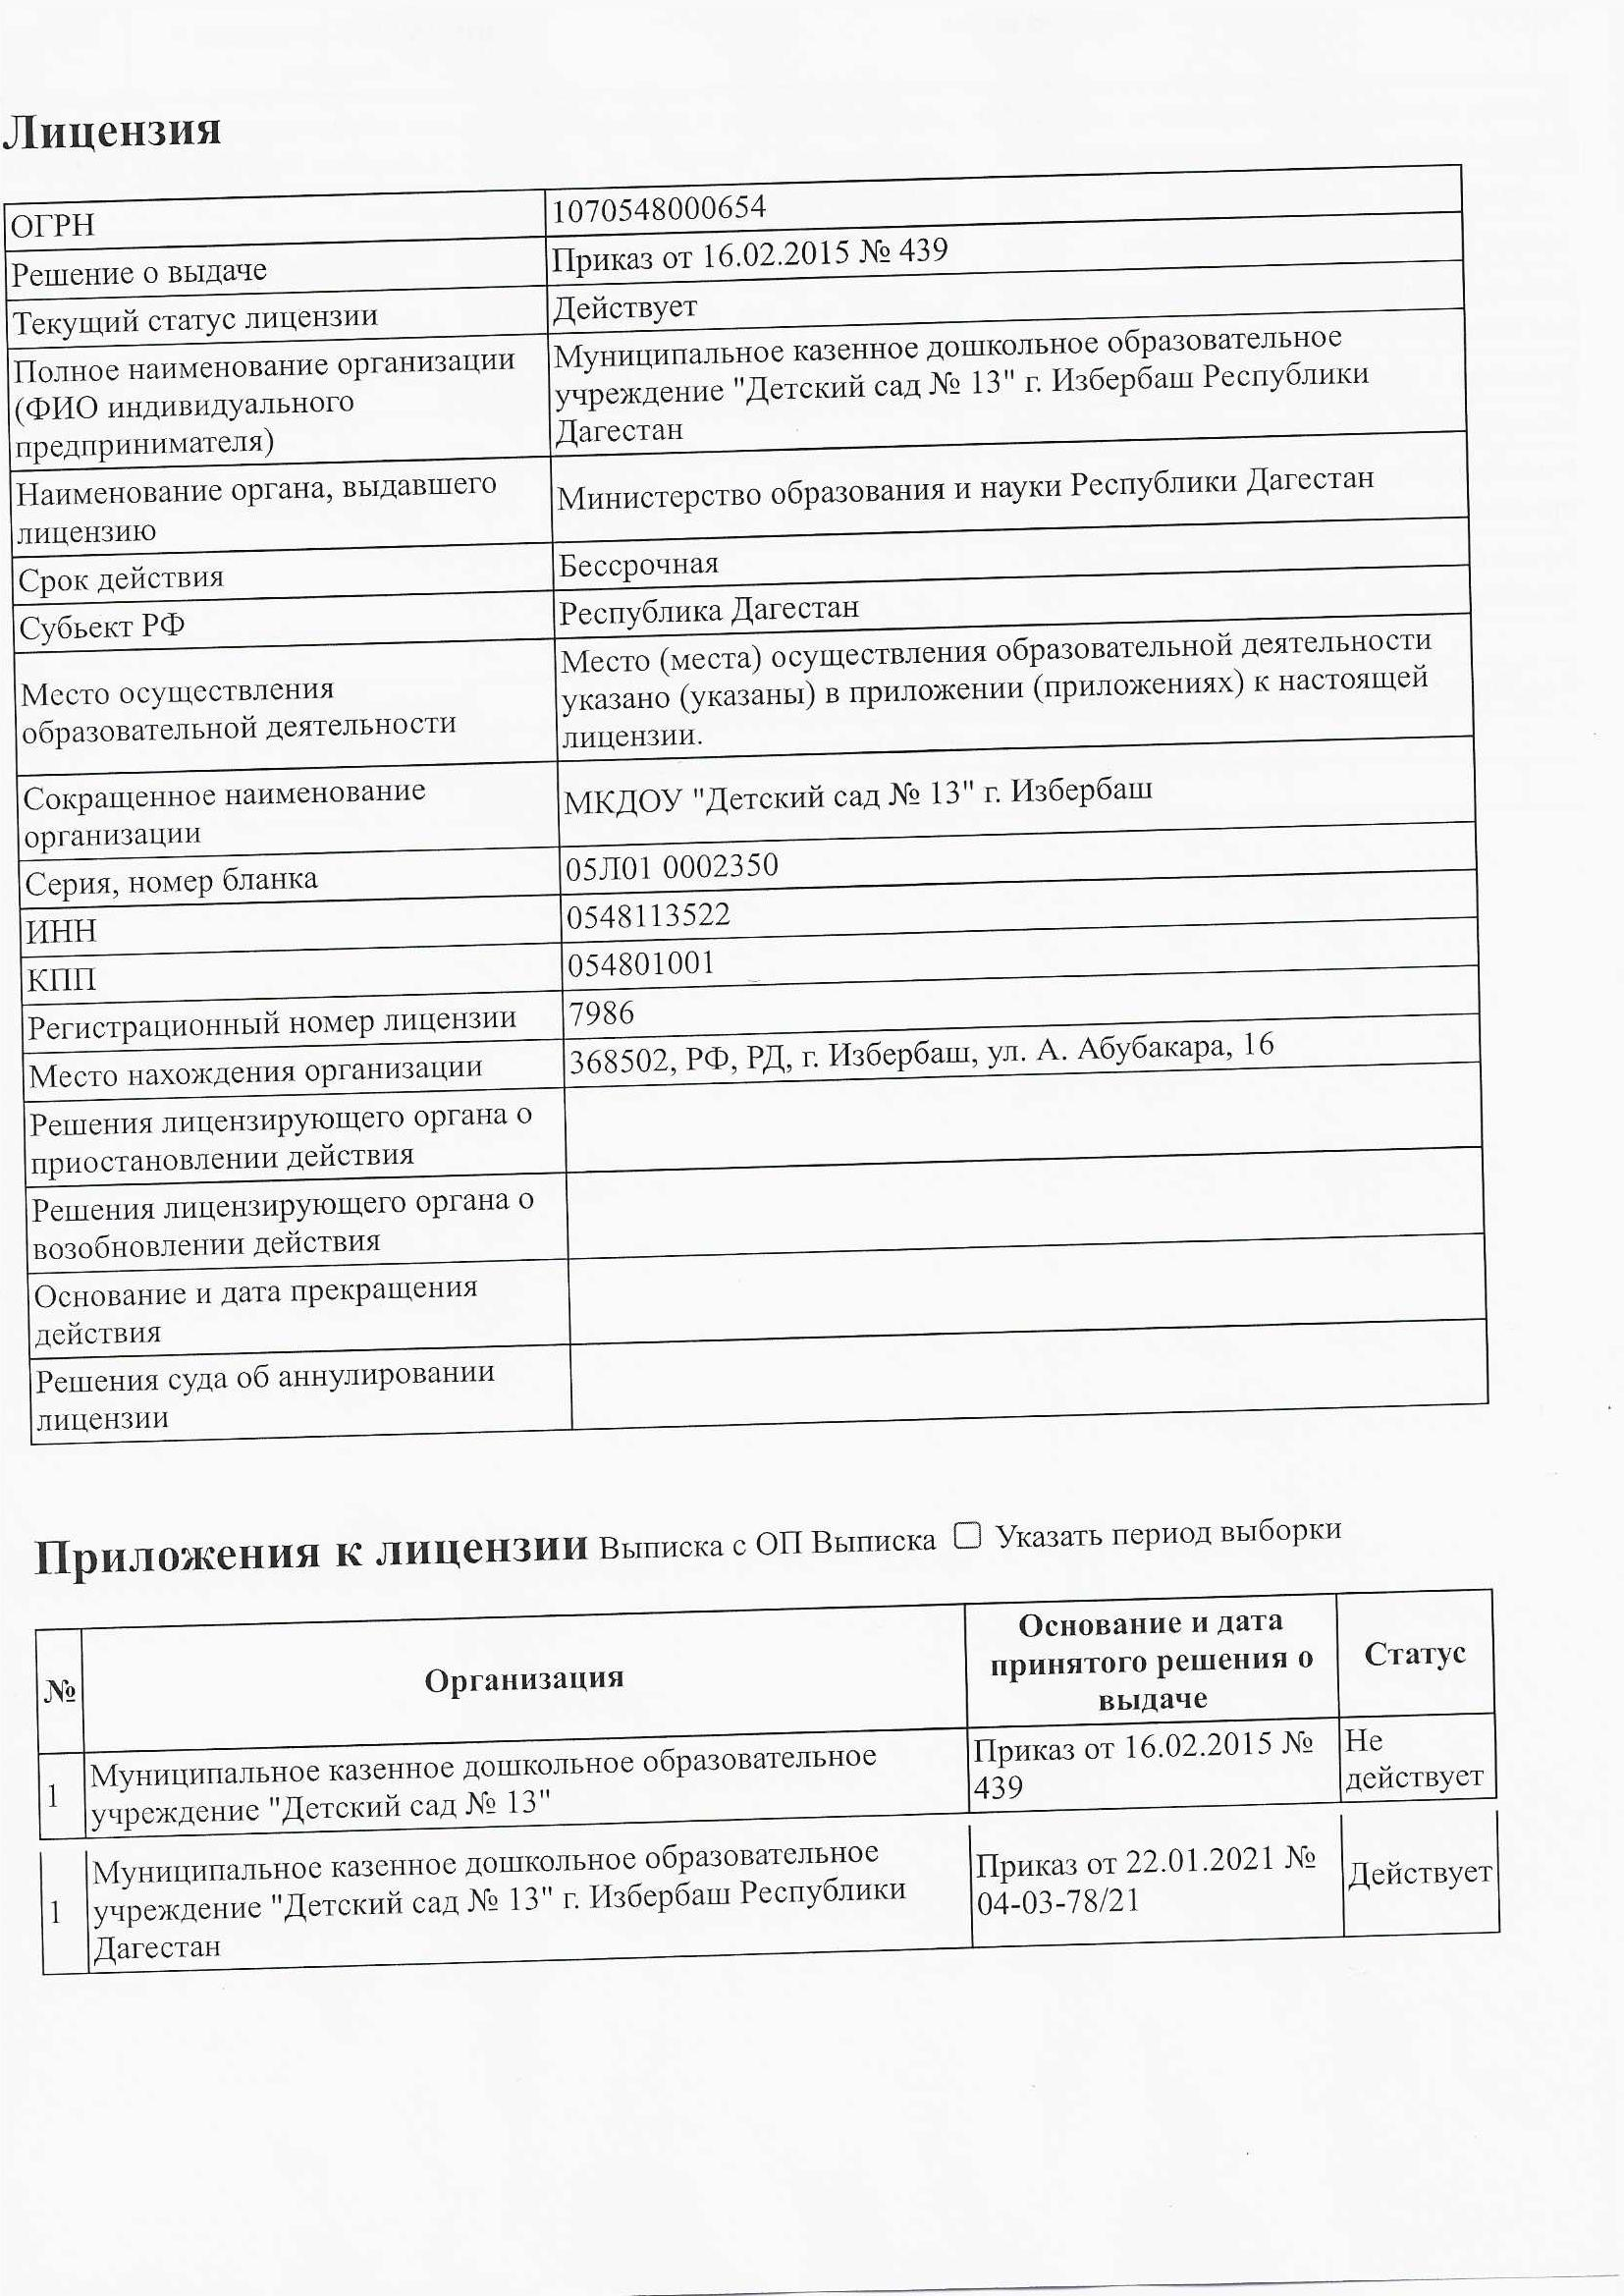 Лицензия
ОГРН 1070548000654
Решение о выдаче Приказ от 16.02.2015 № 439
Текущий статус лицензии Действует
Полное наименование организации
(ФИО индивидуального
предпринимателя)
Муниципальное казенное дошкольное образовательное
учреждение "Детский сад № 13" г. Избербаш Республики
Дагестан
Наименование органа, выдавшего
лицензию
Министерство образования и науки Республики Дагестан
Срок действия Бессрочная
Субьект РФ Республика Дагестан
Место осуществления
образовательной деятельности
Место (места) осуществления образовательной деятельности
указано (указаны) в приложении (приложениях) к настоящей
лицензии.
Сокращенное наименование
организации
МКДОУ "Детский сад № 13" г. Избербаш
Серия, номер бланка 05Л01 0002350
ИНН 0548113522
КПП 054801001
Регистрационный номер лицензии 7986
Место нахождения организации 368502, РФ, РД, г. Избербаш, ул. А. Абубакара, 16
Решения лицензирующего органа о
приостановлении действия
Решения лицензирующего органа о
возобновлении действия
Основание и дата прекращения
действия
Решения суда об аннулировании
лицензии
Приложения к лицензии Выписка с ОП Выписка Указать период выборки
№
Организация
Основание и дата
принятого решения о
выдаче
Статус
1
Муниципальное казенное дошкольное образовательное
учреждение "Детский сад № 13"
Приказ от 16.02.2015 №
439
Не
действует
1
Муниципальное казенное дошкольное образовательное
учреждение "Детский сад № 13" г. Избербаш Республики
Дагестан
Приказ от 22.01.2021 №
04-03-78/21
Действует